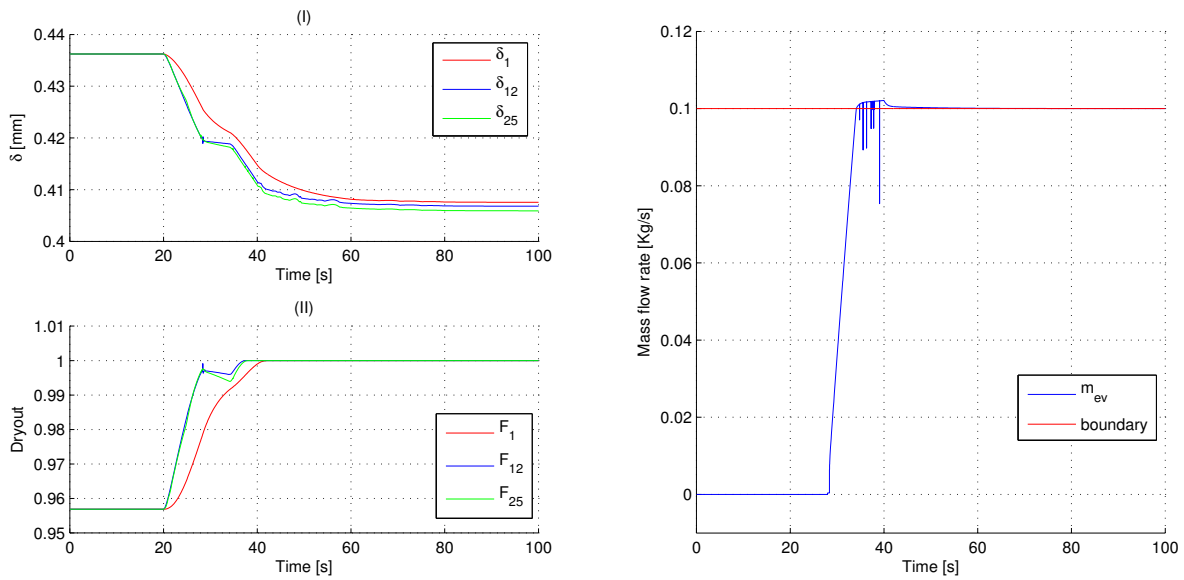 (I)
0.44
0.43
0.42
0.41
0.4
δ [mm]
δ1
δ12
δ25
0 20 40 60 80 100
Time [s]
(II)
1.01
1
0.99
0.98
0.97
0.96
0.95
Dryout
F1
F12
F25
0 20 40 60 80 100
Time [s]
0.12
0.1
0.08
0.06
0.04
0.02
0
Mass flow rate [Kg/s]
mev
boundary
0 20 40 60 80 100
Time [s]